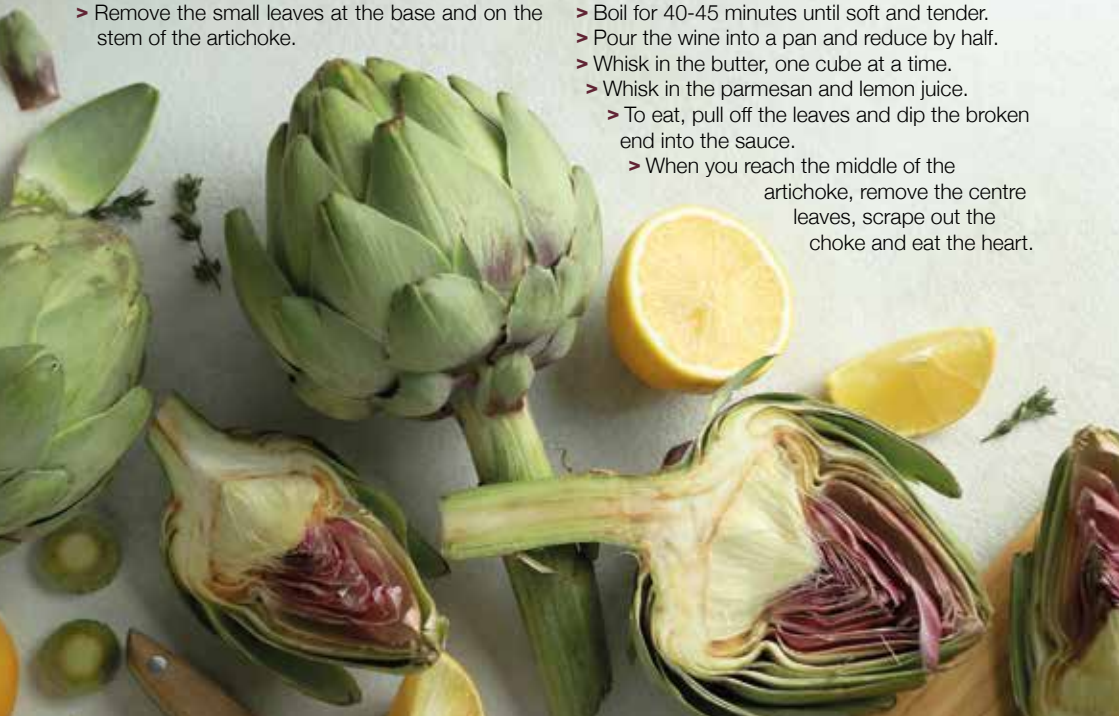 > Remove the small leaves at the base and on the
stem of the artichoke.
> Boil for 40-45 minutes until soft and tender.
> Pour the wine into a pan and reduce by half.
> Whisk in the butter, one cube at a time.
> Whisk in the parmesan and lemon juice.
> To eat, pull off the leaves and dip the broken
end into the sauce.
> When you reach the middle of the
artichoke, remove the centre
leaves, scrape out the
choke and eat the heart.